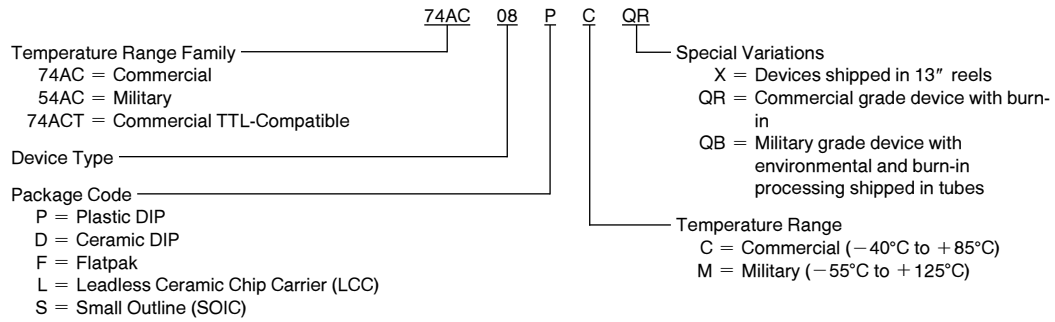 74AC 08 P C QR
Temperature Range Family
74AC = Commercial
54AC = Military
74ACT = Commercial TTL-Compatible
Device Type
Package Code
P = Plastic DIP
D = Ceramic DIP
F = Flatpak
L = Leadless Ceramic Chip Carrier (LCC)
S = Small Outline (SOIC)
Special Variations
X = Devices shipped in 13″ reels
QR = Commercial grade device with burn-
in
QB = Military grade device with
environmental and burn-in
processing shipped in tubes
Temperature Range
C = Commercial (−40°C to +85°C)
M = Military (−55°C to +125°C)